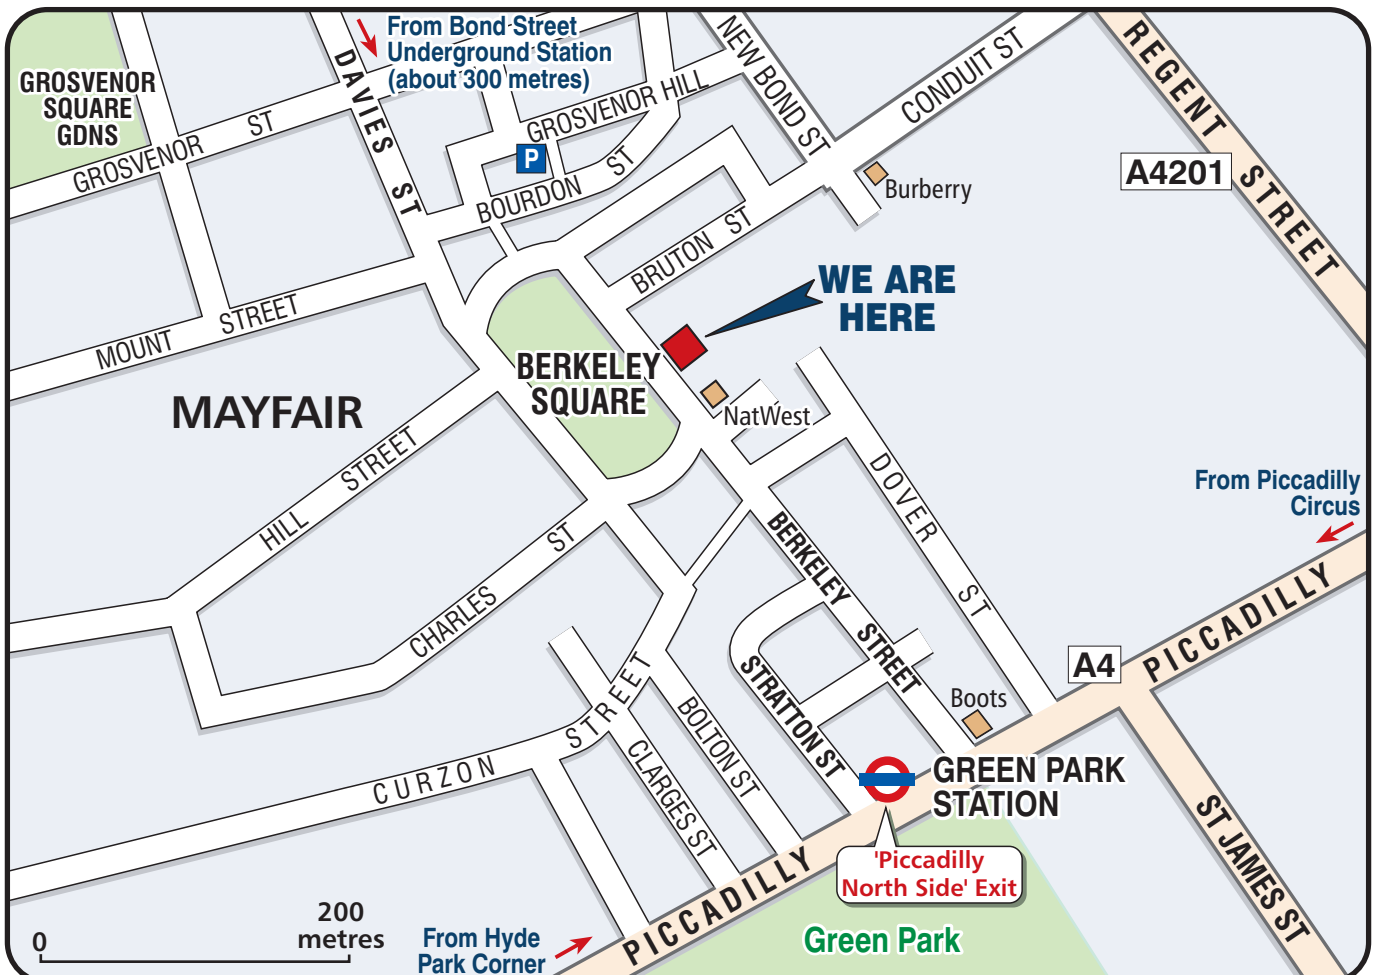 From Bond Street
Underground Station
(about 300 metres)
GROSVENOR
SQUARE
GDNS
DAVIES ST
NEW BOND ST
CONDUIT ST
REGENT STREET
GROSVENOR ST
GROSVENOR HILL
P
BOURDON ST
A4201
Burberry
BRUTON ST
WE ARE
HERE
MOUNT STREET
BERKELEY
SQUARE
MAYFAIR
NatWest
HILL STREET
DOVER ST
From Piccadilly
Circus
CHARLES ST
BERKELEY STREET
PICCADILLY
A4
STRATTON ST
Boots
CURZON STREET
BOLTON ST
CLARGES ST
GREEN PARK
STATION
ST JAMES ST
'Piccadilly
North Side' Exit
PICCADILLY
Green Park
0
200
metres
From Hyde
Park Corner